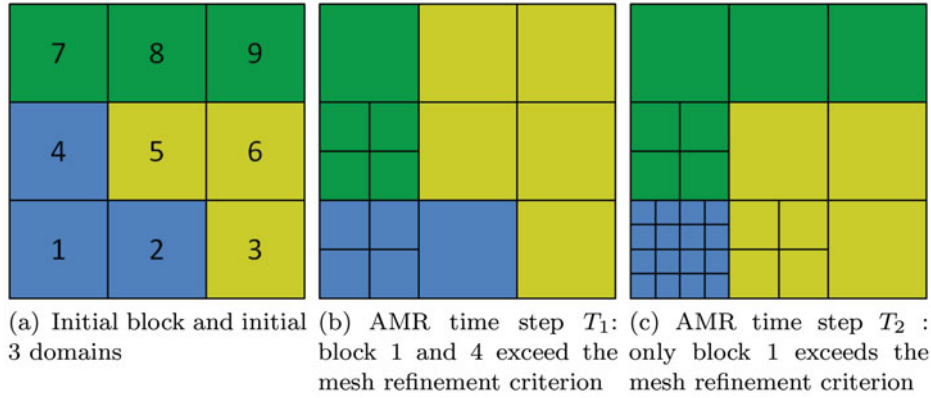 7 8 9
4 5 6
1 2 3
(a) Initial block and initial
3 domains
(b) AMR time step T₁:
block 1 and 4 exceed the
mesh refinement criterion
(c) AMR time step T₂ :
only block 1 exceeds the
mesh refinement criterion